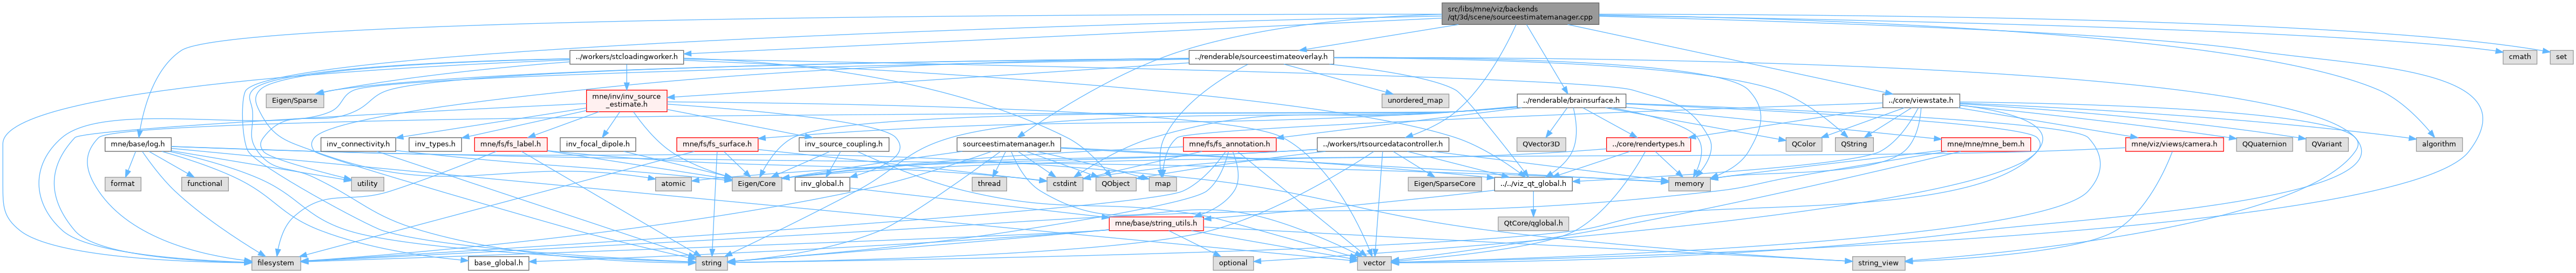 src/libs/mne/viz/backends
/qt/3d/scene/sourceestimatemanager.cpp
../workers/stcloadingworker.h
../renderable/sourceestimateoverlay.h
cmath
set
Eigen/Sparse
mne/inv/inv_source
_estimate.h
unordered_map
../renderable/brainsurface.h
../core/viewstate.h
mne/base/log.h
inv_connectivity.h
inv_types.h
mne/fs/fs_label.h
inv_focal_dipole.h
mne/fs/fs_surface.h
inv_source_coupling.h
sourceestimatemanager.h
mne/fs/fs_annotation.h
../workers/rtsourcedatacontroller.h
QVector3D
../core/rendertypes.h
QColor
QString
mne/mne/mne_bem.h
mne/viz/views/camera.h
QQuaternion
QVariant
algorithm
format
functional
utility
atomic
Eigen/Core
inv_global.h
thread
cstdint
QObject
map
Eigen/SparseCore
../../viz_qt_global.h
memory
mne/base/string_utils.h
QtCore/qglobal.h
filesystem
base_global.h
string
optional
vector
string_view